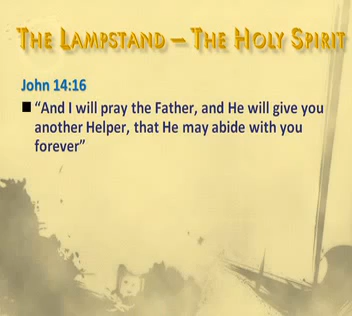 The Lampstand – The Holy Spirit
John 14:16
“And I will pray the Father, and He will give you
another Helper, that He may abide with you
forever”